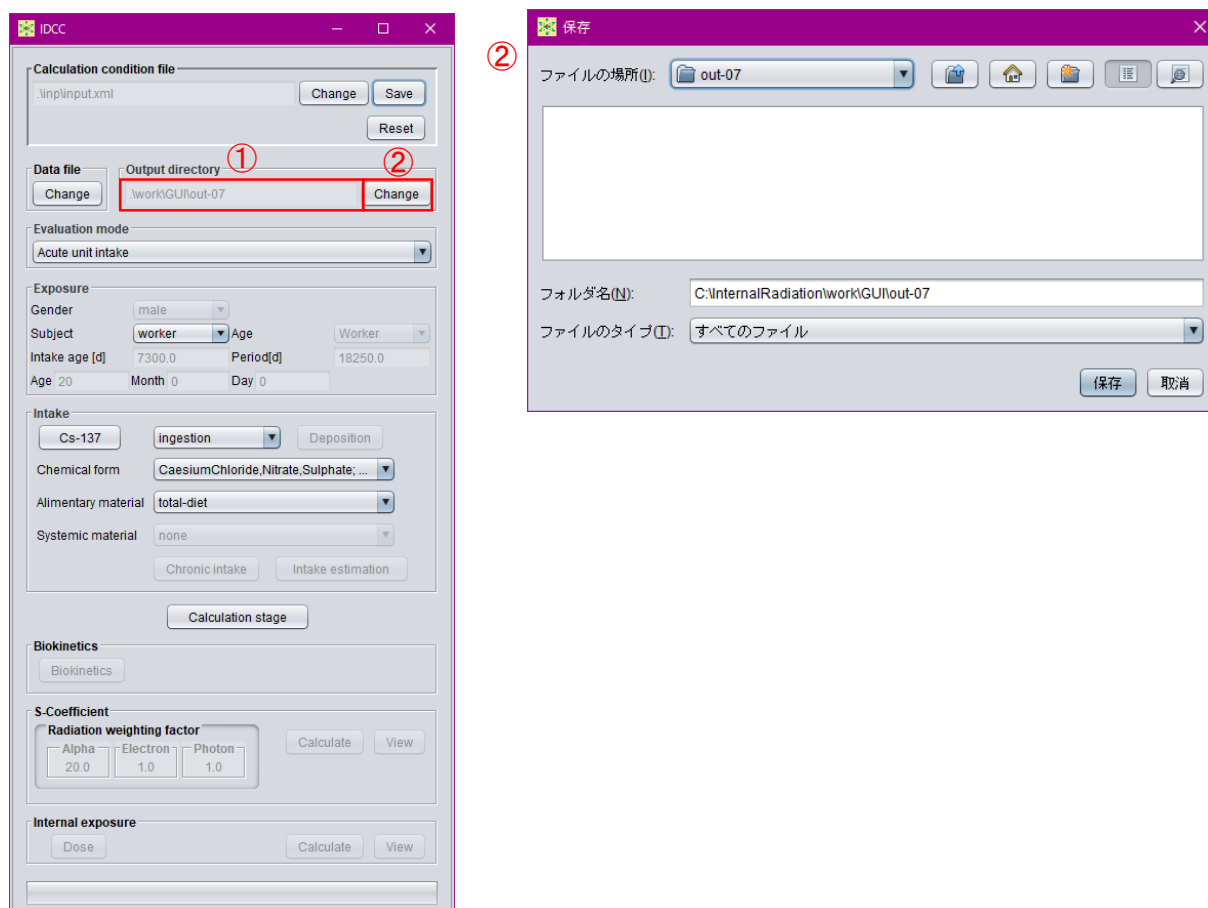 IDCC
Calculation condition file
.\inp\input.xml
Change
Save
Reset
①
②
Data file
Output directory
Change
.\work\GUI\out-07
Change
Evaluation mode
Acute unit intake
Exposure
Gender
male
Subject
worker
Age
Worker
Intake age [d]
7300.0
Period[d]
18250.0
Age 20
Month 0
Day 0
Intake
Cs-137
ingestion
Deposition
Chemical form
CaesiumChloride,Nitrate,Sulphate; ...
Alimentary material
total-diet
Systemic material
none
Chronic intake
Intake estimation
Calculation stage
Biokinetics
Biokinetics
S-Coefficient
Radiation weighting factor
Alpha
Electron
Photon
20.0
1.0
1.0
Calculate
View
Internal exposure
Dose
Calculate
View
②
保存
ファイルの場所(I):
out-07
フォルダ名(N):
C:\InternalRadiation\work\GUI\out-07
ファイルのタイプ(T):
すべてのファイル
保存
取消